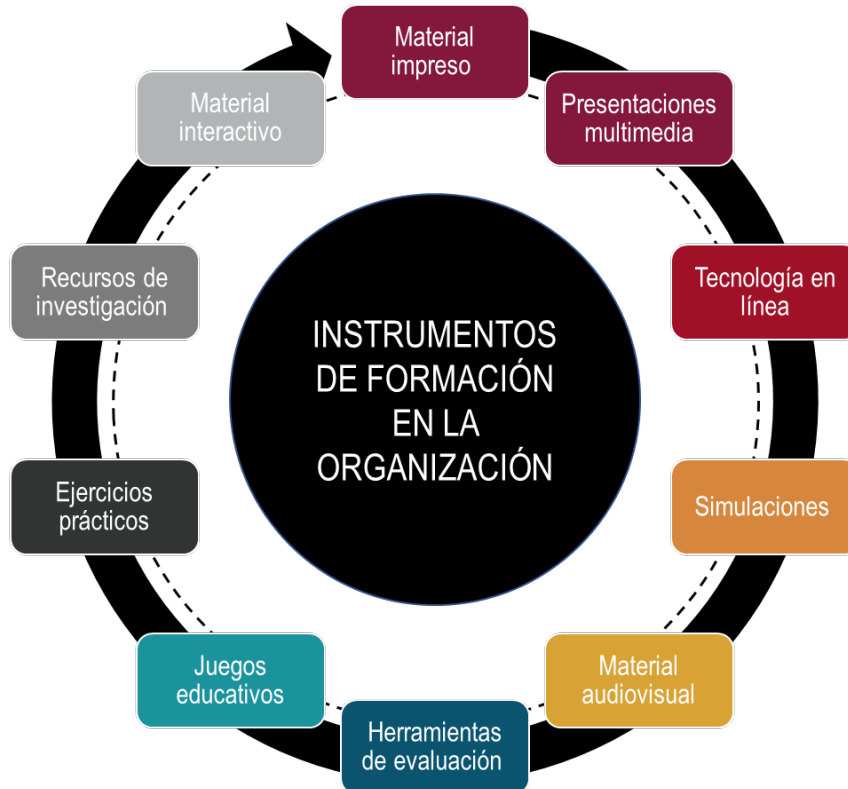 Material
impreso
Presentaciones
multimedia
Tecnología en
línea
Simulaciones
Material
audiovisual
Herramientas
de evaluación
Juegos
educativos
Ejercicios
prácticos
Recursos de
investigación
Material
interactivo
INSTRUMENTOS
DE FORMACIÓN
EN LA
ORGANIZACIÓN